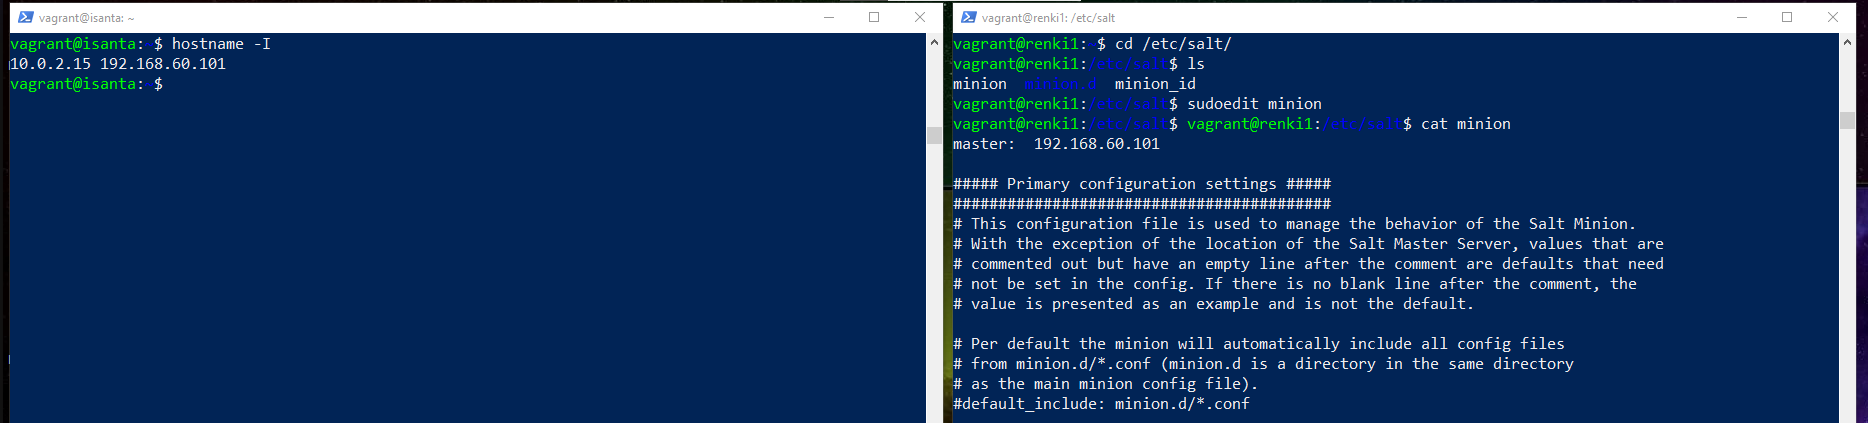 vagrant@isanta: ~
vagrant@isanta: ~$ hostname -I
10.0.2.15 192.168.60.101
vagrant@isanta: ~$
vagrant@renki1: /etc/salt
vagrant@renki1: ~$ cd /etc/salt/
vagrant@renki1:/etc/salt$ ls
minion  minion.d  minion_id
vagrant@renki1:/etc/salt$ sudoedit minion
vagrant@renki1:/etc/salt$ vagrant@renki1:/etc/salt$ cat minion
master:  192.168.60.101
##### Primary configuration settings #####
##########################################
# This configuration file is used to manage the behavior of the Salt Minion.
# With the exception of the location of the Salt Master Server, values that are
# commented out but have an empty line after the comment are defaults that need
# not be set in the config. If there is no blank line after the comment, the
# value is presented as an example and is not the default.
# Per default the minion will automatically include all config files
# from minion.d/*.conf (minion.d is a directory in the same directory
# as the main minion config file).
#default_include: minion.d/*.conf